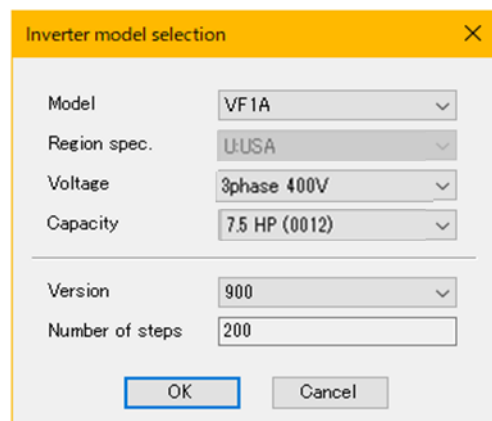 Inverter model selection
Model VF1A
Region spec. U:USA
Voltage 3phase 400V
Capacity 7.5 HP (0012)
Version 900
Number of steps 200
OK Cancel